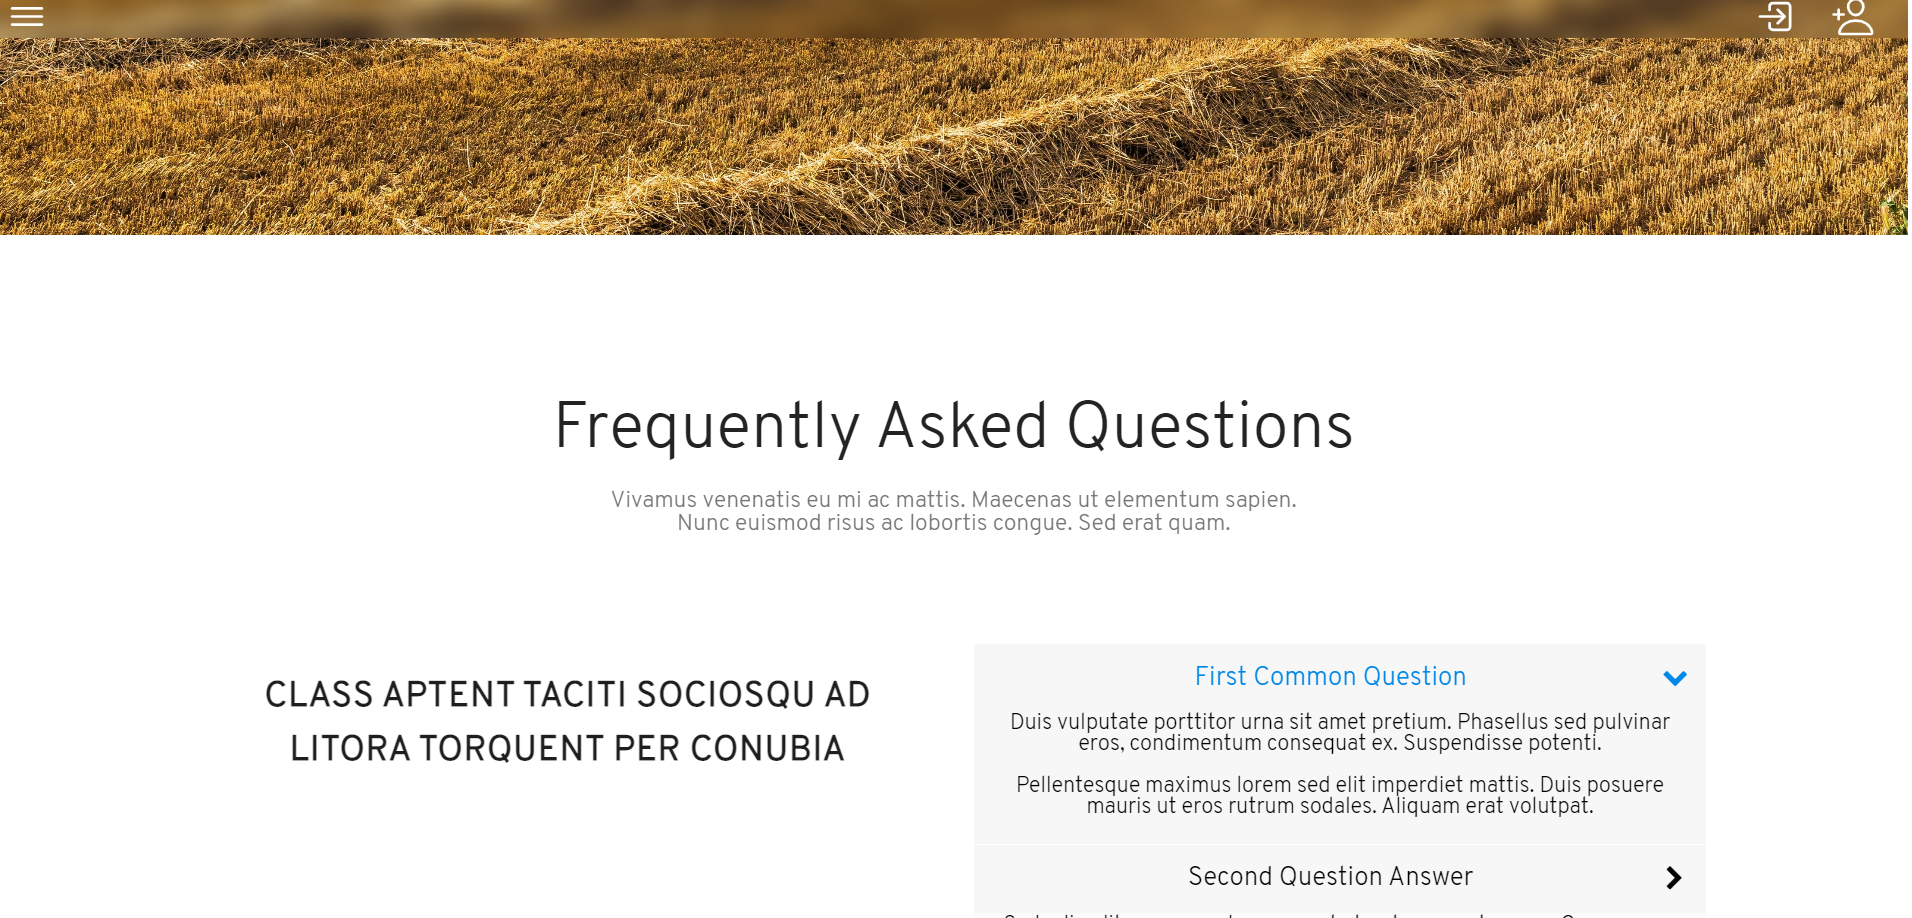 Frequently Asked Questions
Vivamus venenatis eu mi ac mattis. Maecenas ut elementum sapien.
Nunc euismod risus ac lobortis congue. Sed erat quam.
CLASS APTENT TACITI SOCIOSQU AD
LITORA TORQUENT PER CONUBIA
First Common Question
Duis vulputate porttitor urna sit amet pretium. Phasellus sed pulvinar
eros, condimentum consequat ex. Suspendisse potenti.
Pellentesque maximus lorem sed elit imperdiet mattis. Duis posuere
mauris ut eros rutrum sodales. Aliquam erat volutpat.
Second Question Answer